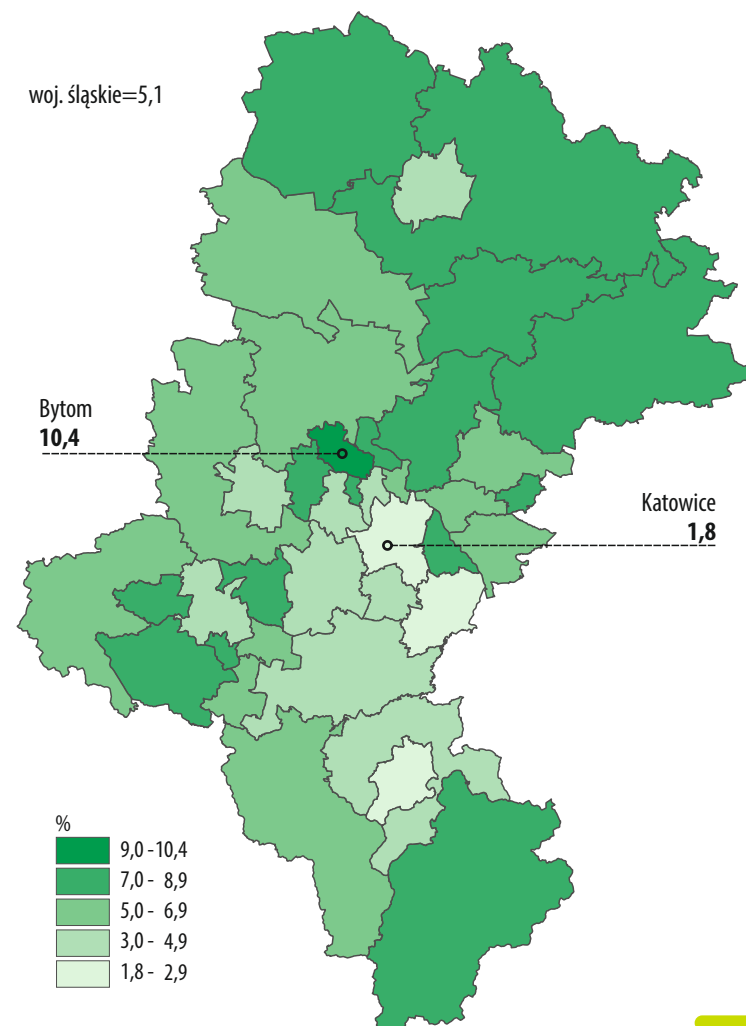 woj. śląskie=5,1
Bytom
10,4
Katowice
1,8
%
9,0 -10,4
7,0 - 8,9
5,0 - 6,9
3,0 - 4,9
1,8 - 2,9